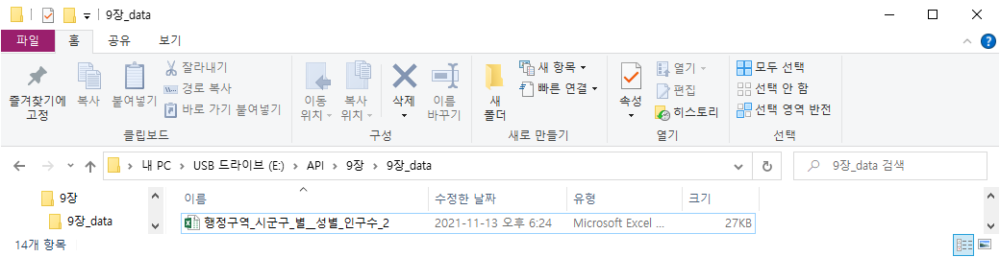 9장_data
파일 홈 공유 보기
즐겨찾기에 고정
복사
붙여넣기
잘라내기
경로 복사
바로 가기 붙여넣기
클립보드
이동 위치
복사 위치
삭제
이름 바꾸기
구성
새 폴더
새 항목
빠른 연결
새로 만들기
속성
열기
편집
히스토리
열기
모두 선택
선택 안 함
선택 영역 반전
선택
내 PC USB 드라이브 (E:) API 9장 9장_data
9장_data 검색
9장
9장_data
이름 수정한 날짜 유형 크기
행정구역_시군구_별__성별_인구수_2 2021-11-13 오후 6:24 Microsoft Excel ... 27KB
14개 항목